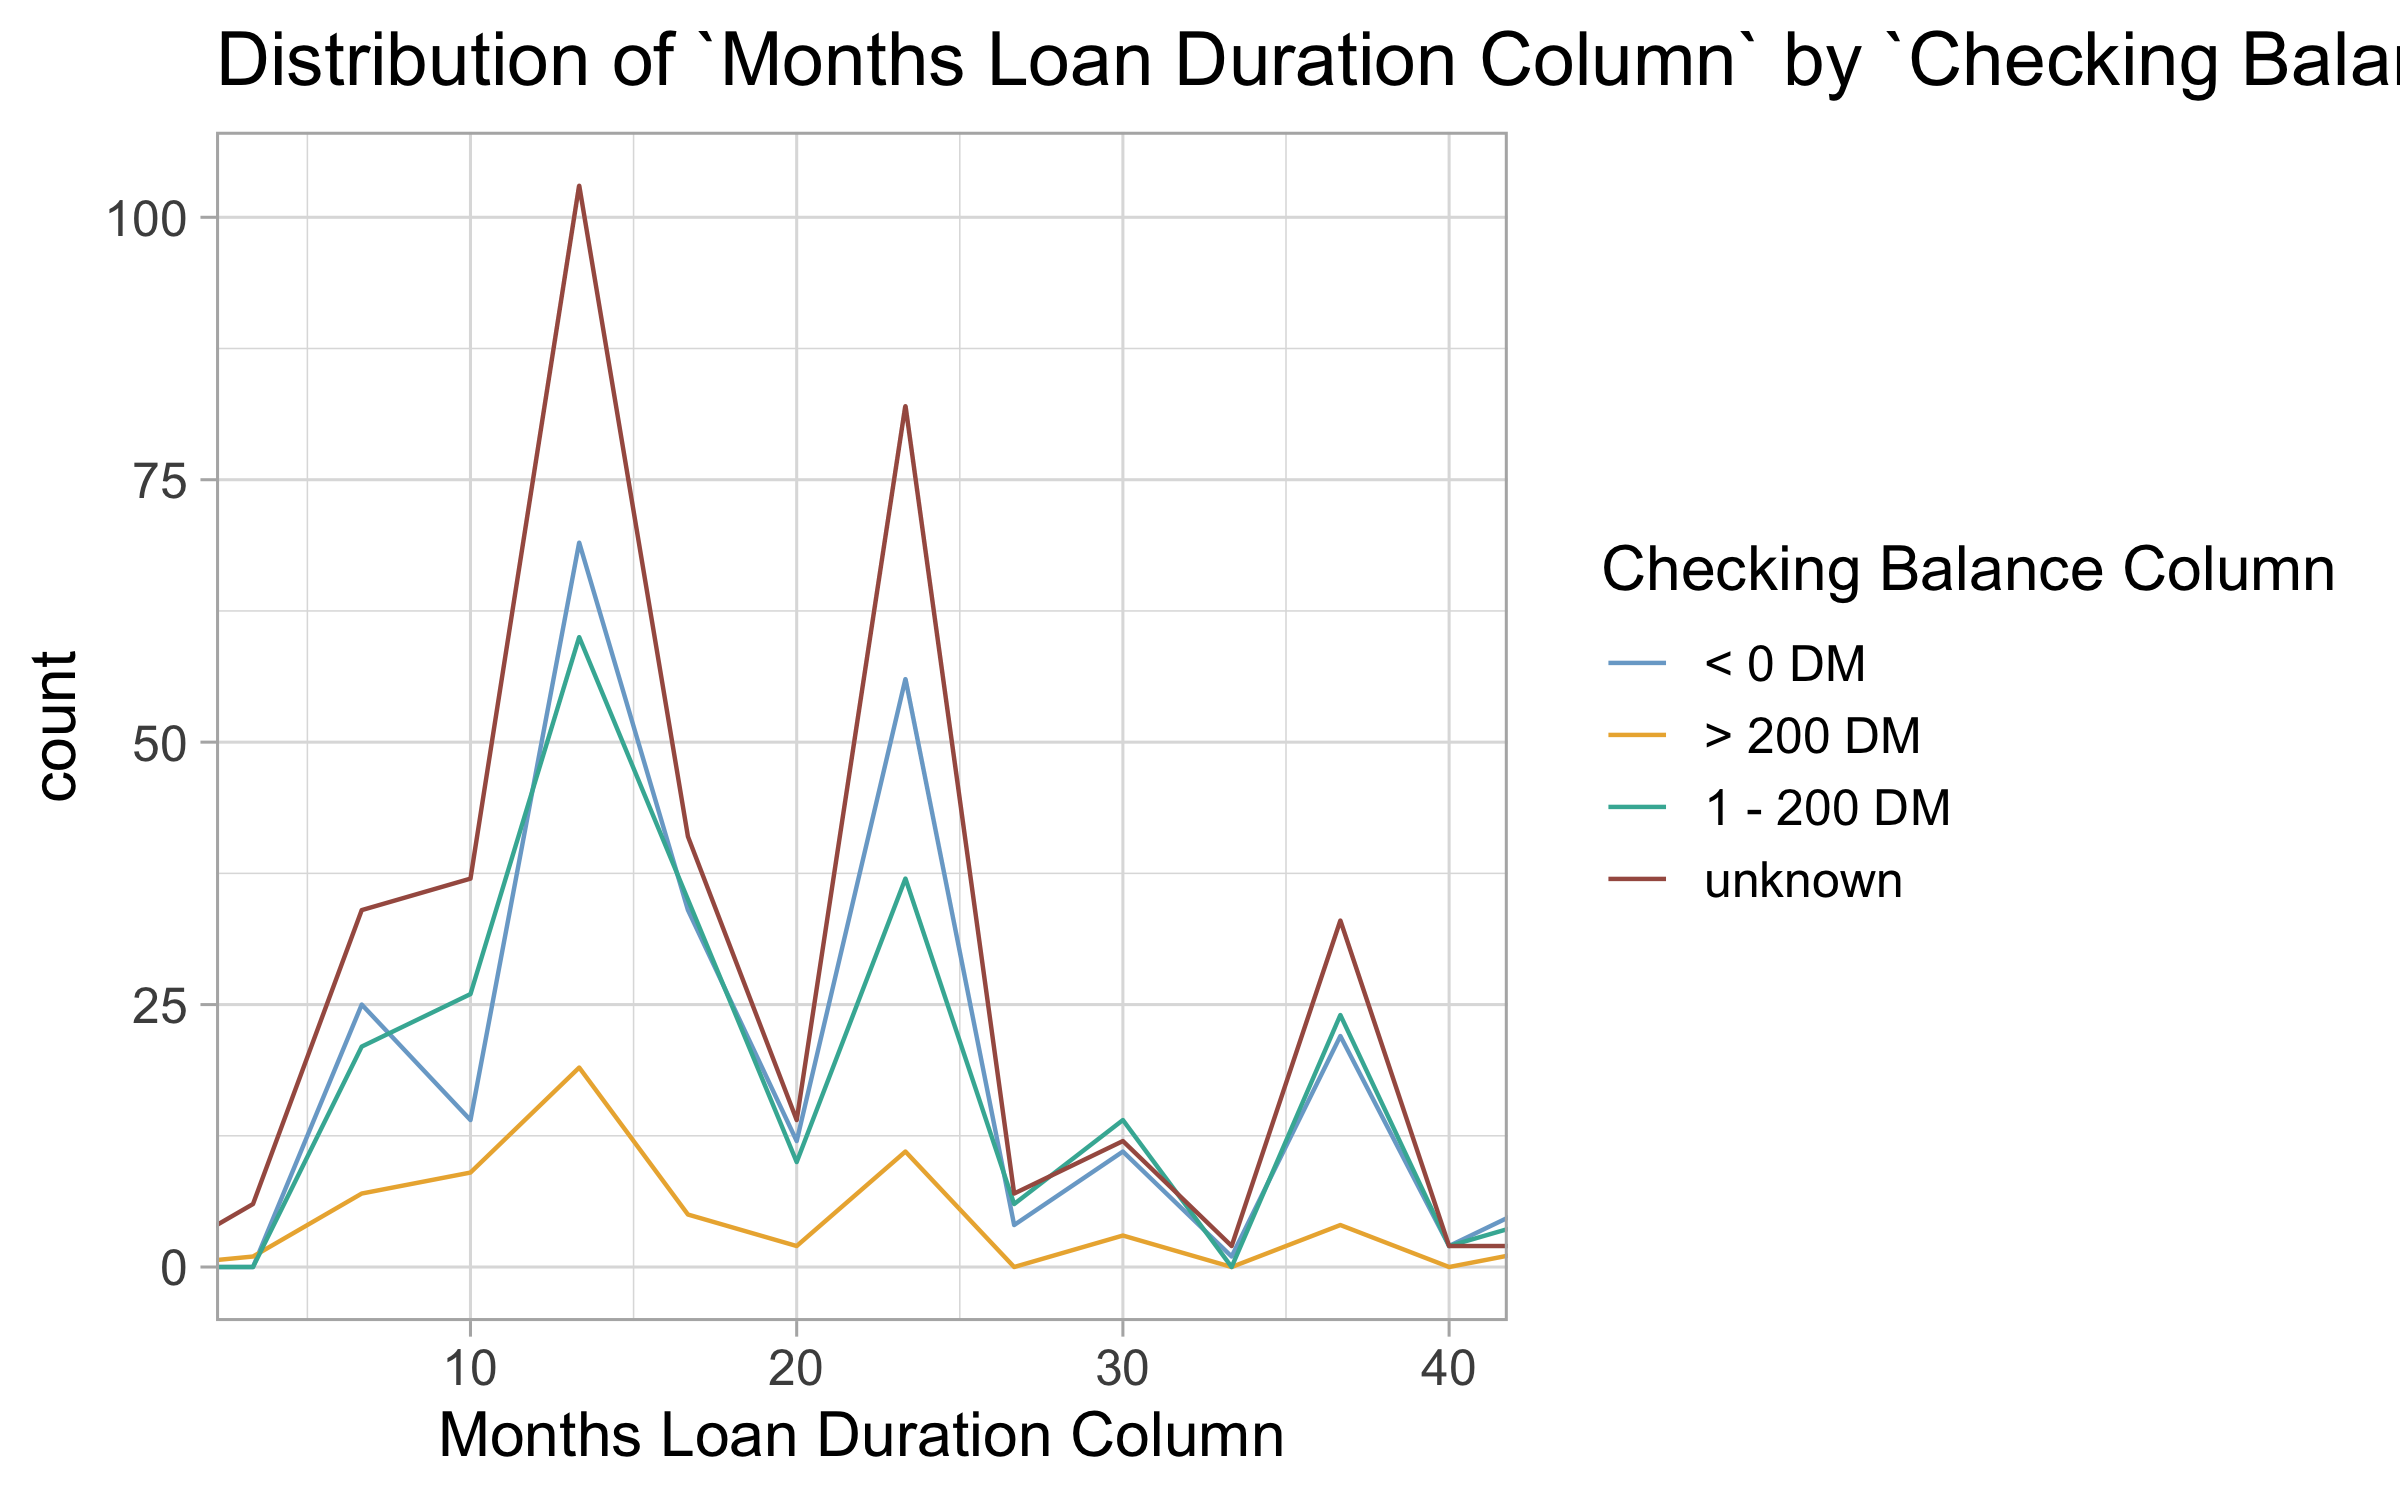 Distribution of `Months Loan Duration Column` by `Checking Balan
100
75
50
25
0
count
10 20 30 40
Months Loan Duration Column
Checking Balance Column
< 0 DM
> 200 DM
1 - 200 DM
unknown